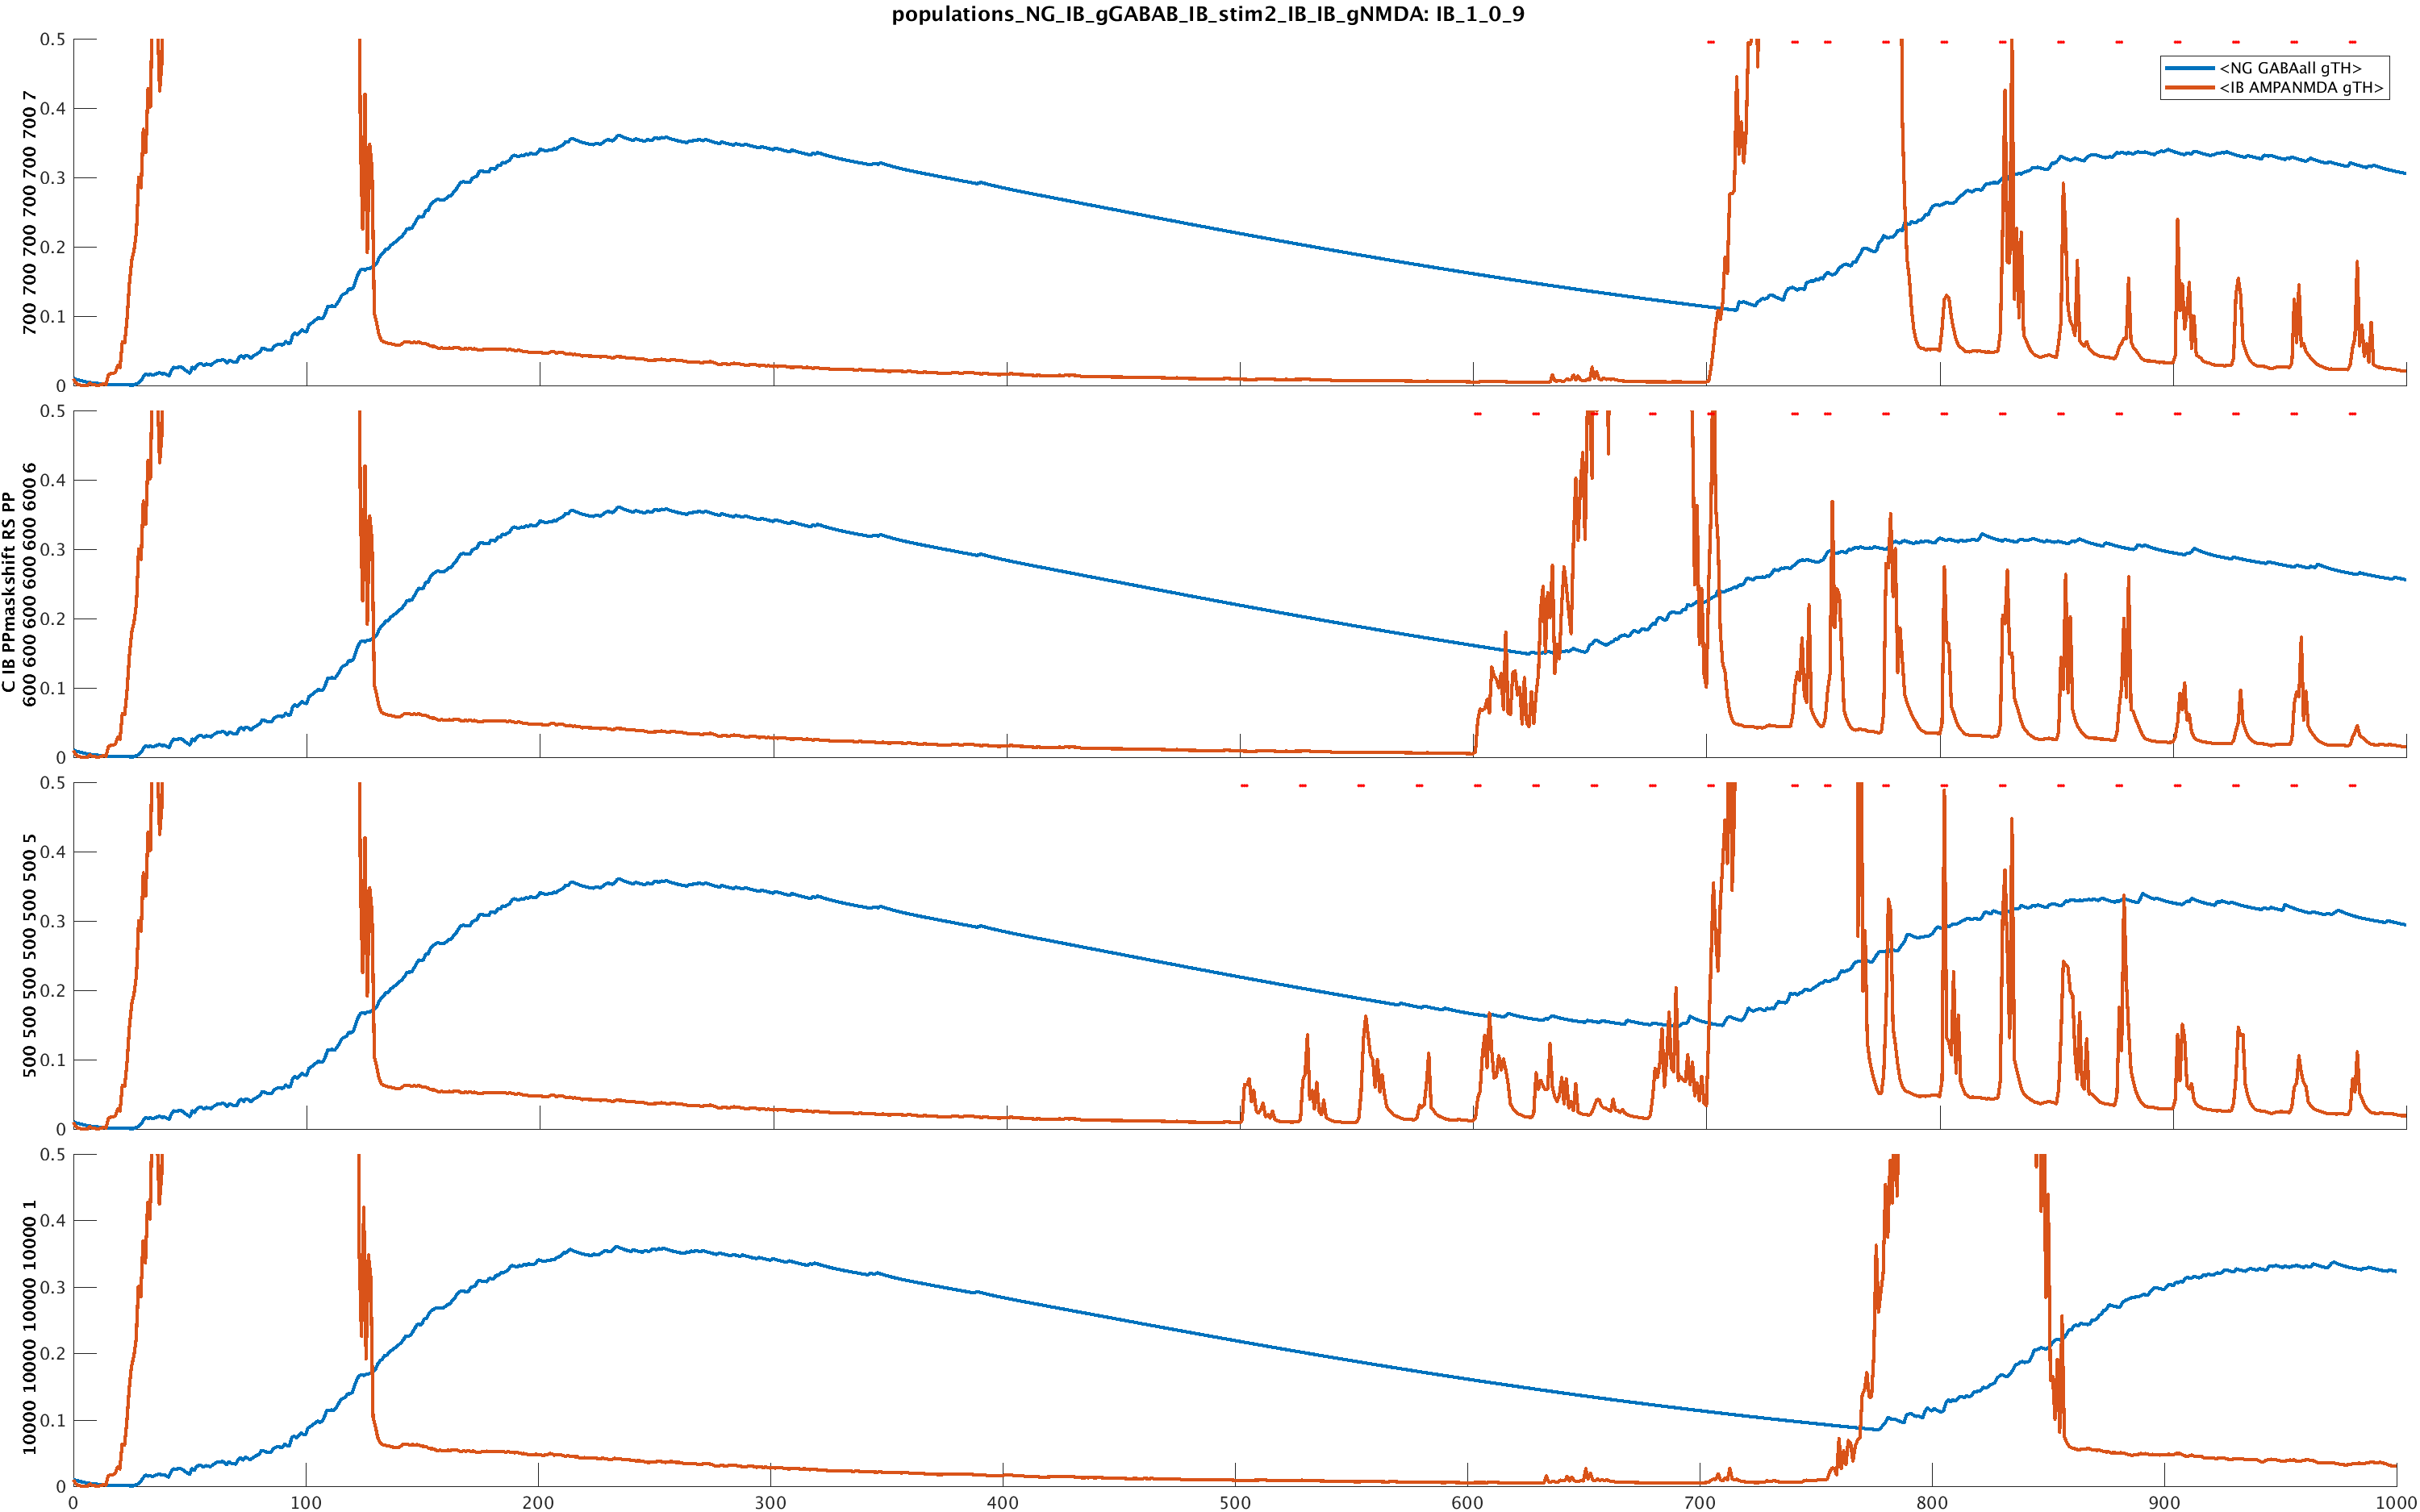 populations_NG_IB_gGABAB_IB_stim2_IB_IB_gNMDA: IB_1_0_9
<NG GABAall gTH>
<IB AMPANMDA gTH>
C IB PPmaskshift RS PP
700 700 700 700 700 700 7
0.5
0.4
0.3
0.2
0.1
0
600 600 600 600 600 600 6
0.5
0.4
0.3
0.2
0.1
0
500 500 500 500 500 500 5
0.5
0.4
0.3
0.2
0.1
0
10000 10000 10000 10000 1
0.5
0.4
0.3
0.2
0.1
0
0 100 200 300 400 500 600 700 800 900 1000